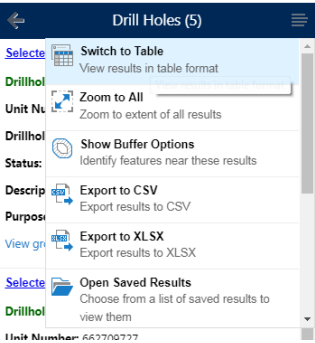 Drill Holes (5)
Selecte
Switch to Table
View results in table format
Drillhol
Unit Nu
Zoom to All
Zoom to extent of all results
Drillhol
Status:
Show Buffer Options
Identify features near these results
Descrip
Export to CSV
Export results to CSV
Purpos
View gr
Export to XLSX
Export results to XLSX
Selecte
Open Saved Results
Choose from a list of saved results to
view them
Drillhol
Unit Number: 662709727